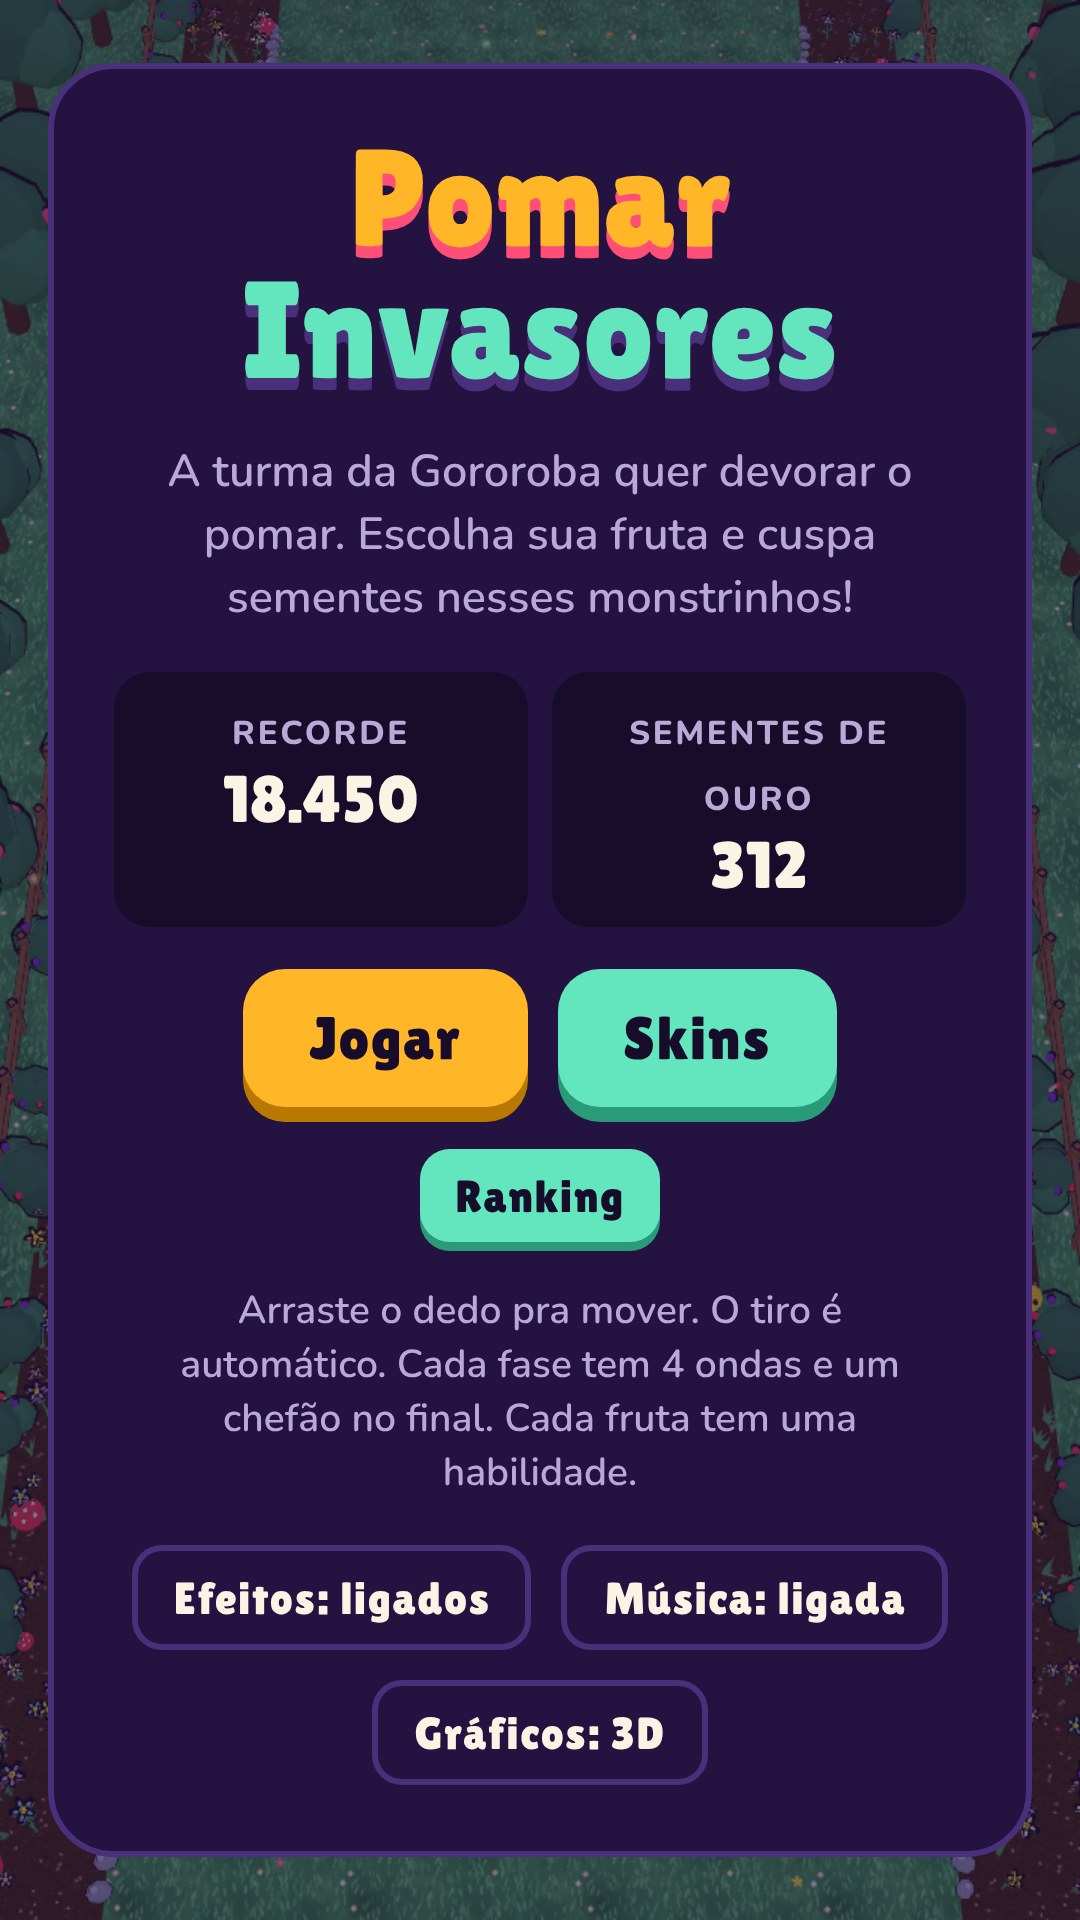 Pomar
Invasores
A turma da Gororoba quer devorar o
pomar. Escolha sua fruta e cuspa
sementes nesses monstrinhos!
RECORDE
18.450
SEMENTES DE
OURO
312
Jogar
Skins
Ranking
Arraste o dedo pra mover. O tiro é
automático. Cada fase tem 4 ondas e um
chefão no final. Cada fruta tem uma
habilidade.
Efeitos: ligados
Música: ligada
Gráficos: 3D